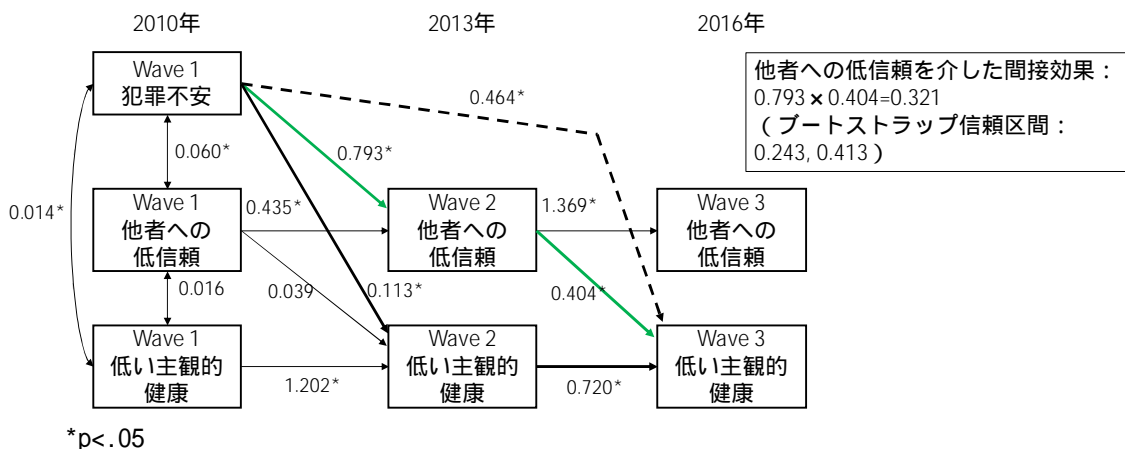 2010年
2013年
2016年
Wave 1
犯罪不安
他者への低信頼を介した間接効果：
0.793×0.404=0.321
（ブートストラップ信頼区間：
0.243, 0.413）
0.464*
0.060*
0.793*
0.014*
Wave 1
他者への
低信頼
0.435*
Wave 2
他者への
低信頼
1.369*
Wave 3
他者への
低信頼
0.016
0.039
0.113*
0.404*
Wave 1
低い主観的
健康
1.202*
Wave 2
低い主観的
健康
0.720*
Wave 3
低い主観的
健康
*p<.05